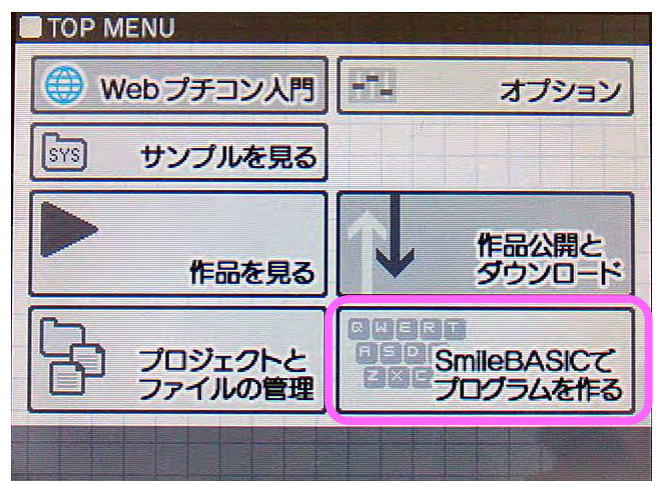 TOP MENU
Webプチコン入門
オプション
SYS
サンプルを見る
作品を見る
作品公開と
ダウンロード
プロジェクトと
ファイルの管理
QWERT
ASD
ZXC
SmileBASICで
プログラムを作る